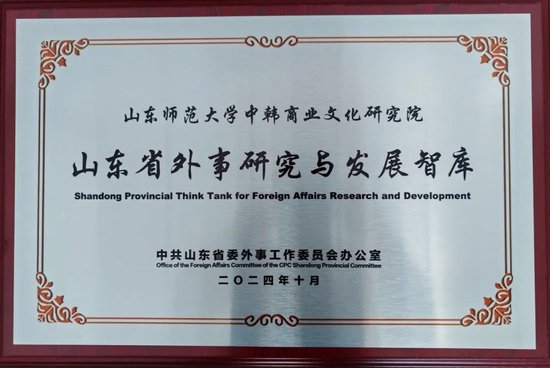 山东师范大学中韩商业文化研究院
山东省外事研究与发展智库
Shandong Provincial Think Tank for Foreign Affairs Research and Development
中共山东省委外事工作委员会办公室
Office of the Foreign Affairs Committee of the CPC Shandong Provincial Committee
二〇二四年十月